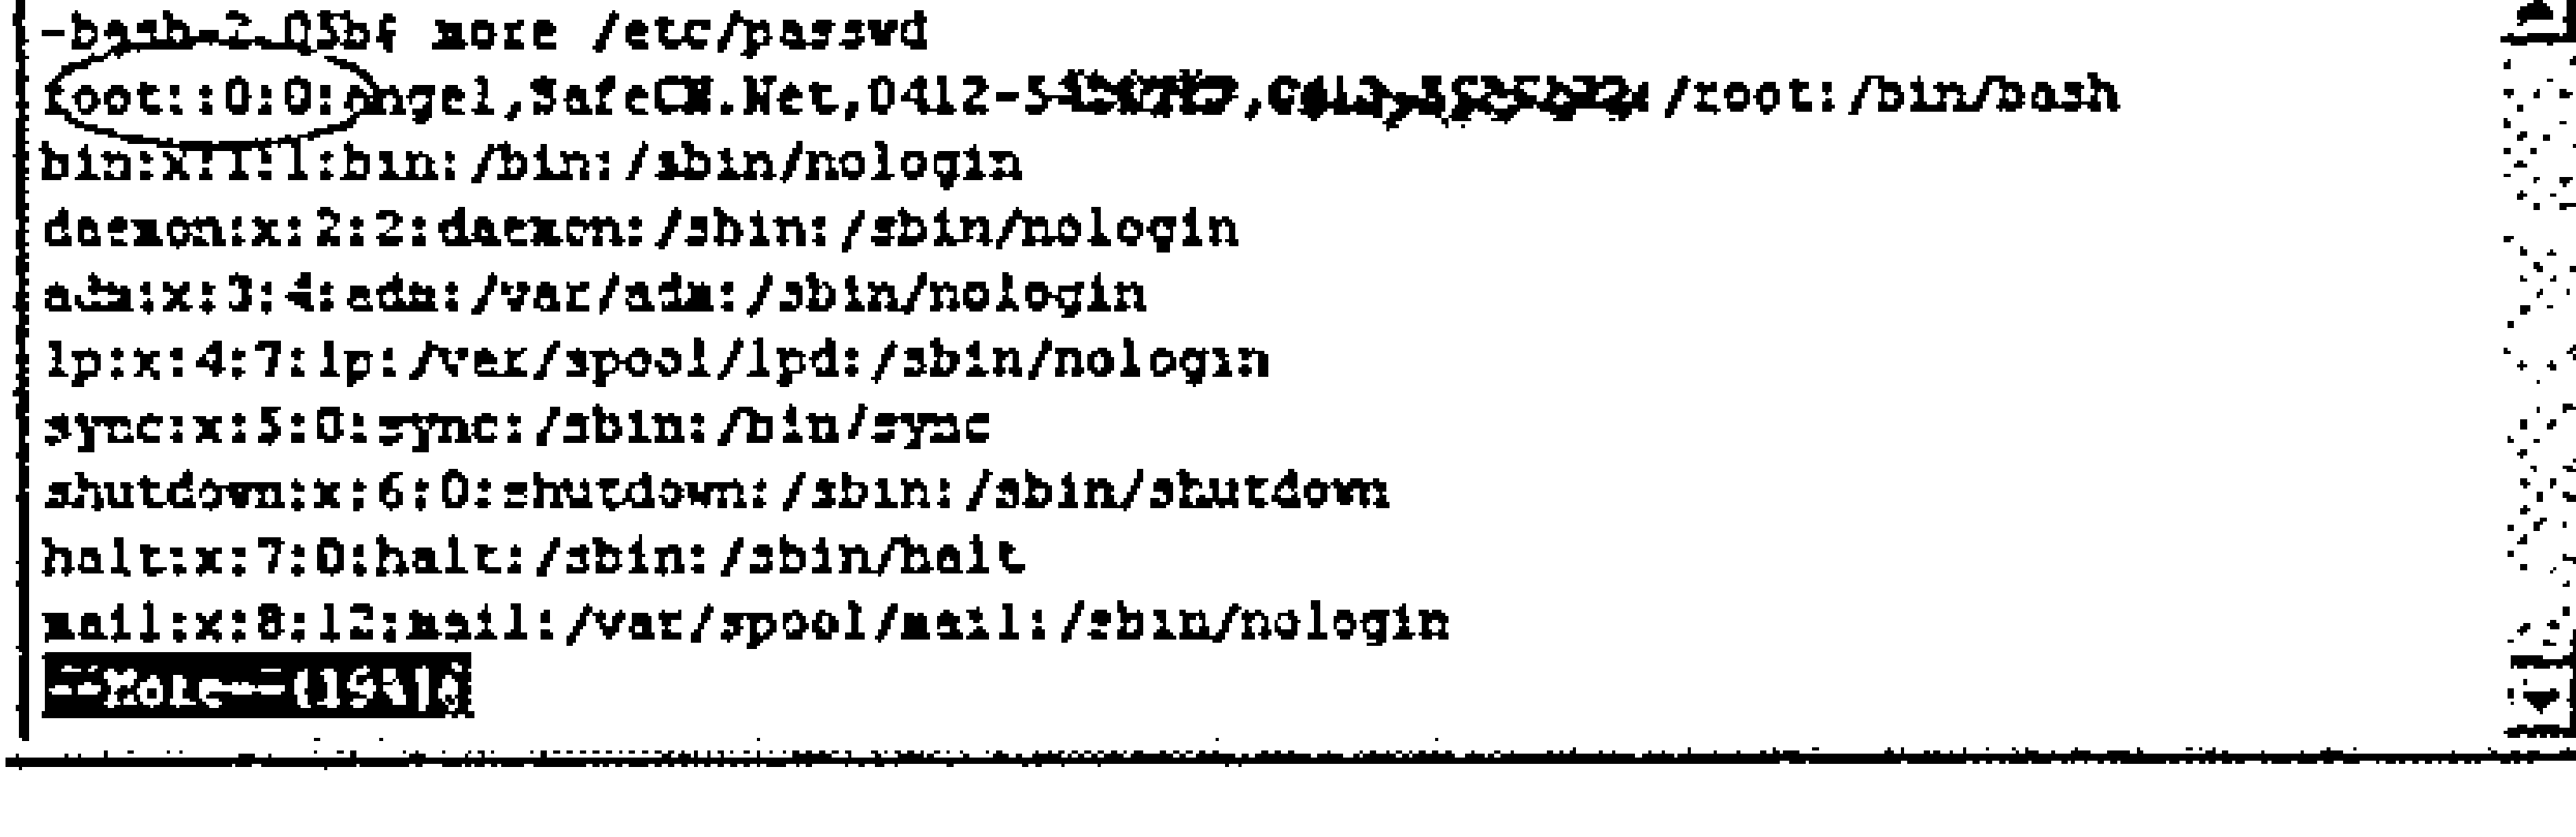 -bash-2.05b# more /etc/passwd
root::0:0:angel,SafeCN.Net,0412-5 /root:/bin/bash
bin:x:1:1:bin:/bin:/sbin/nologin
daemon:x:2:2:daemon:/sbin:/sbin/nologin
adm:x:3:4:adm:/var/adm:/sbin/nologin
lp:x:4:7:lp:/var/spool/lpd:/sbin/nologin
sync:x:5:0:sync:/sbin:/bin/sync
shutdown:x:6:0:shutdown:/sbin:/sbin/shutdown
halt:x:7:0:halt:/sbin:/sbin/halt
mail:x:8:12:mail:/var/spool/mail:/sbin/nologin
--More--(19%)